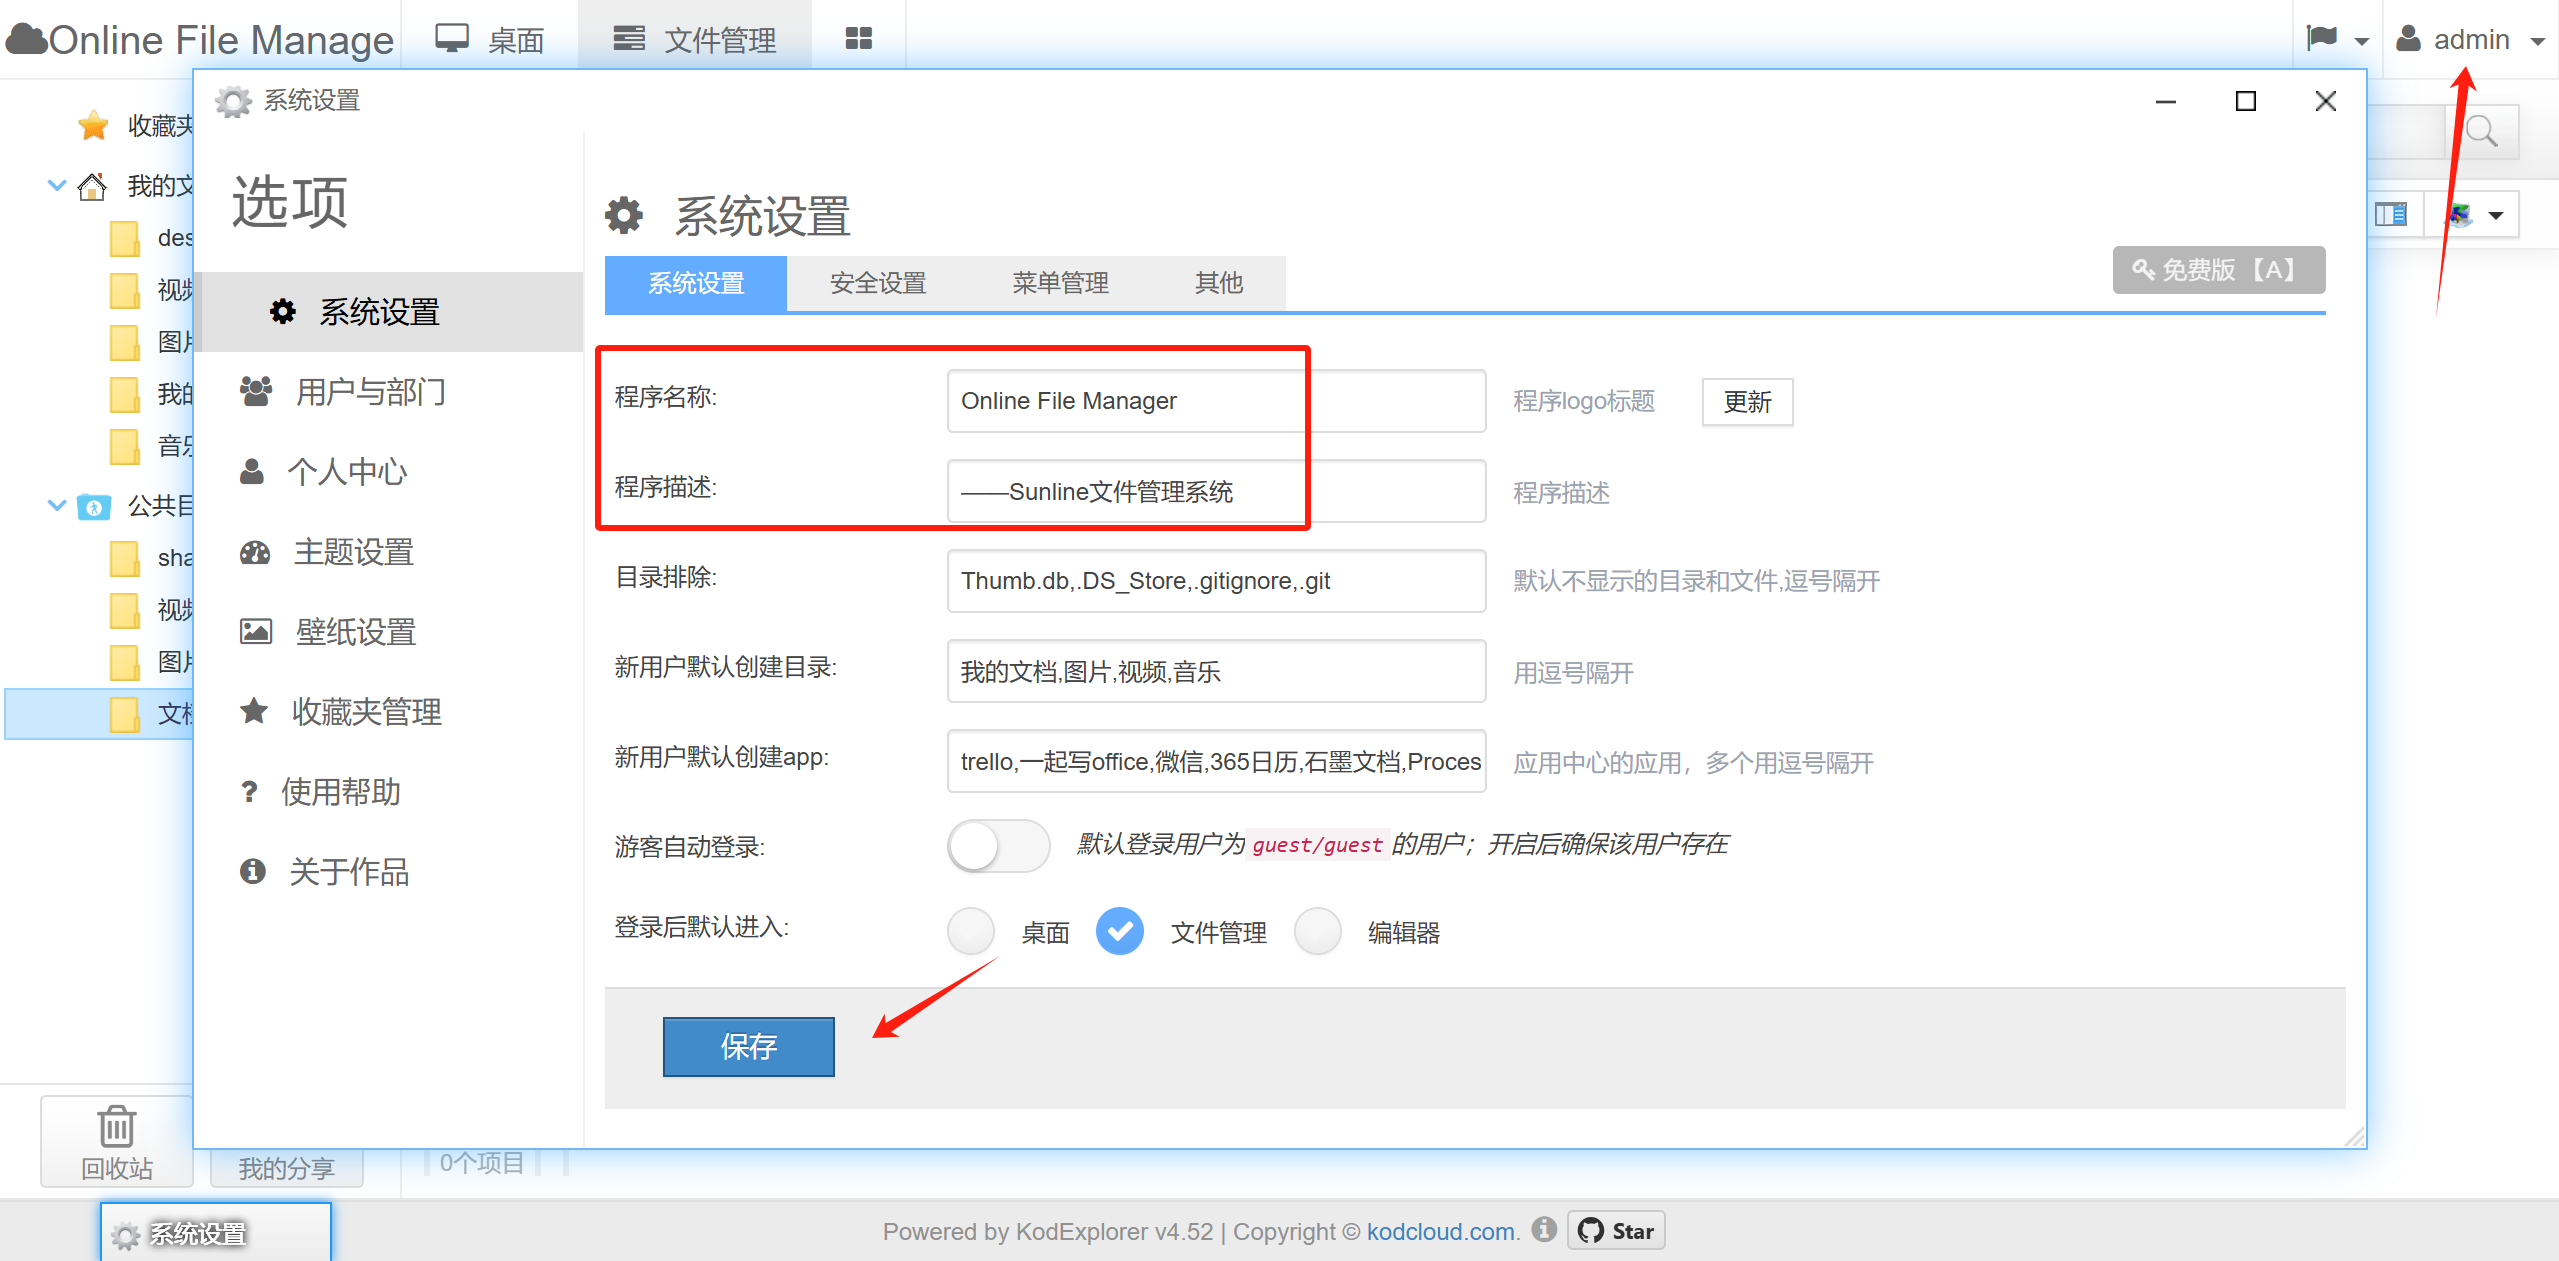 Online File Manage
桌面
文件管理
admin
收藏夹
我的文
des
视频
图片
我的
音乐
公共目
sha
视频
图片
文档
系统设置
选项
系统设置
用户与部门
个人中心
主题设置
壁纸设置
收藏夹管理
? 使用帮助
关于作品
系统设置
系统设置 安全设置 菜单管理 其他
免费版 【A】
程序名称: Online File Manager 程序logo标题 更新
程序描述: ——Sunline文件管理系统 程序描述
目录排除: Thumb.db,.DS_Store,.gitignore,.git 默认不显示的目录和文件,逗号隔开
新用户默认创建目录: 我的文档,图片,视频,音乐 用逗号隔开
新用户默认创建app: trello,一起写office,微信,365日历,石墨文档,Proces 应用中心的应用，多个用逗号隔开
游客自动登录: 默认登录用户为 guest/guest 的用户；开启后确保该用户存在
登录后默认进入: 桌面 文件管理 编辑器
保存
回收站
我的分享
0个项目
系统设置
Powered by KodExplorer v4.52 | Copyright © kodcloud.com. Star